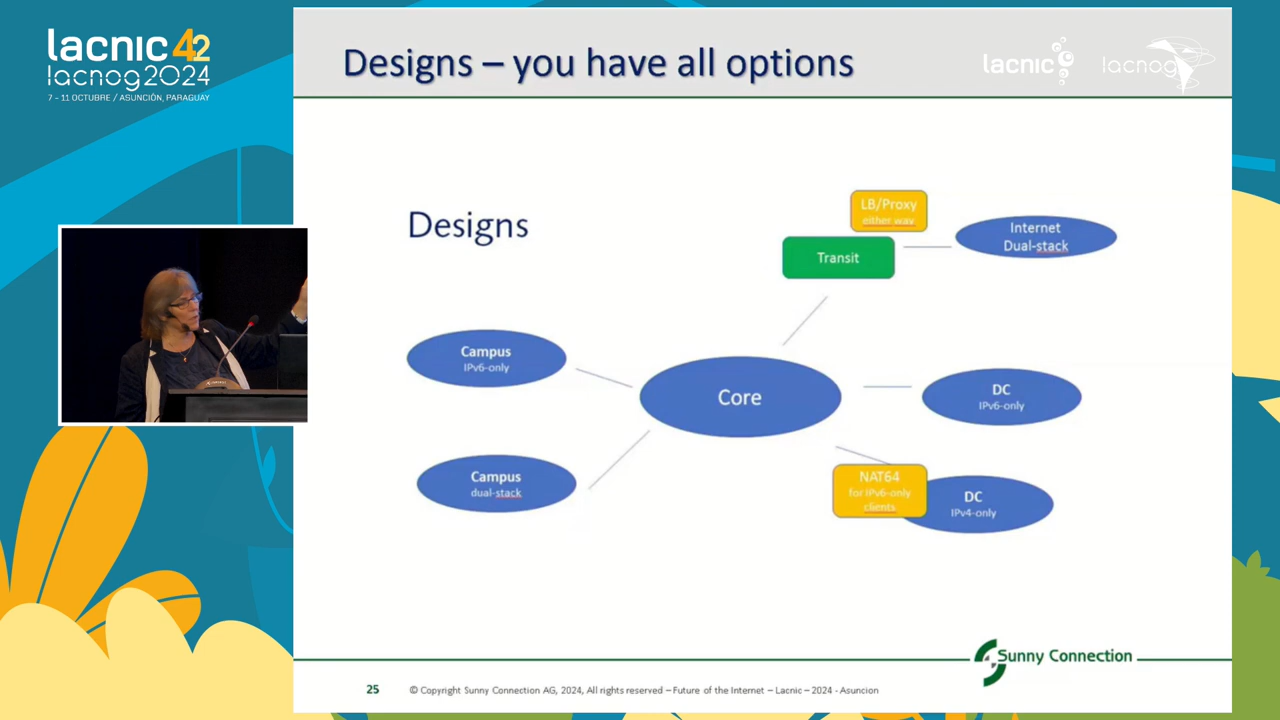 lacnic 42
lacnog2024
7 - 11 OCTUBRE / ASUNCIÓN, PARAGUAY
Designs – you have all options
lacnic
lacnog
Designs
LB/Proxy
either way
Transit
Internet
Dual-stack
Campus
IPv6-only
Core
DC
IPv6-only
Campus
dual-stack
NAT64
for IPv6-only
clients
DC
IPv4-only
Sunny Connection
25
© Copyright Sunny Connection AG, 2024, All rights reserved – Future of the Internet – Lacnic – 2024 - Asuncion